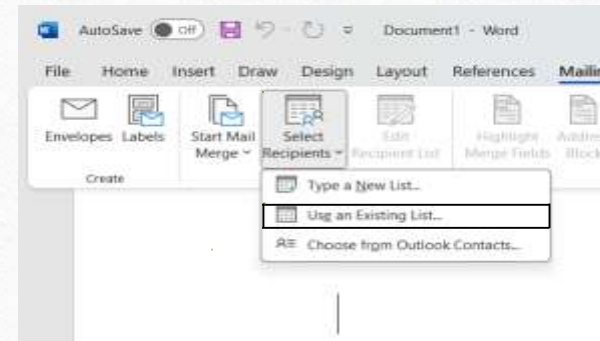 AutoSave Off Document1 - Word
File Home Insert Draw Design Layout References Mailin
Envelopes Labels Start Mail Select Edit Highlight Addres
Merge Recipients Recipient List Merge Fields Block
Create
Type a New List...
Use an Existing List...
Choose from Outlook Contacts...